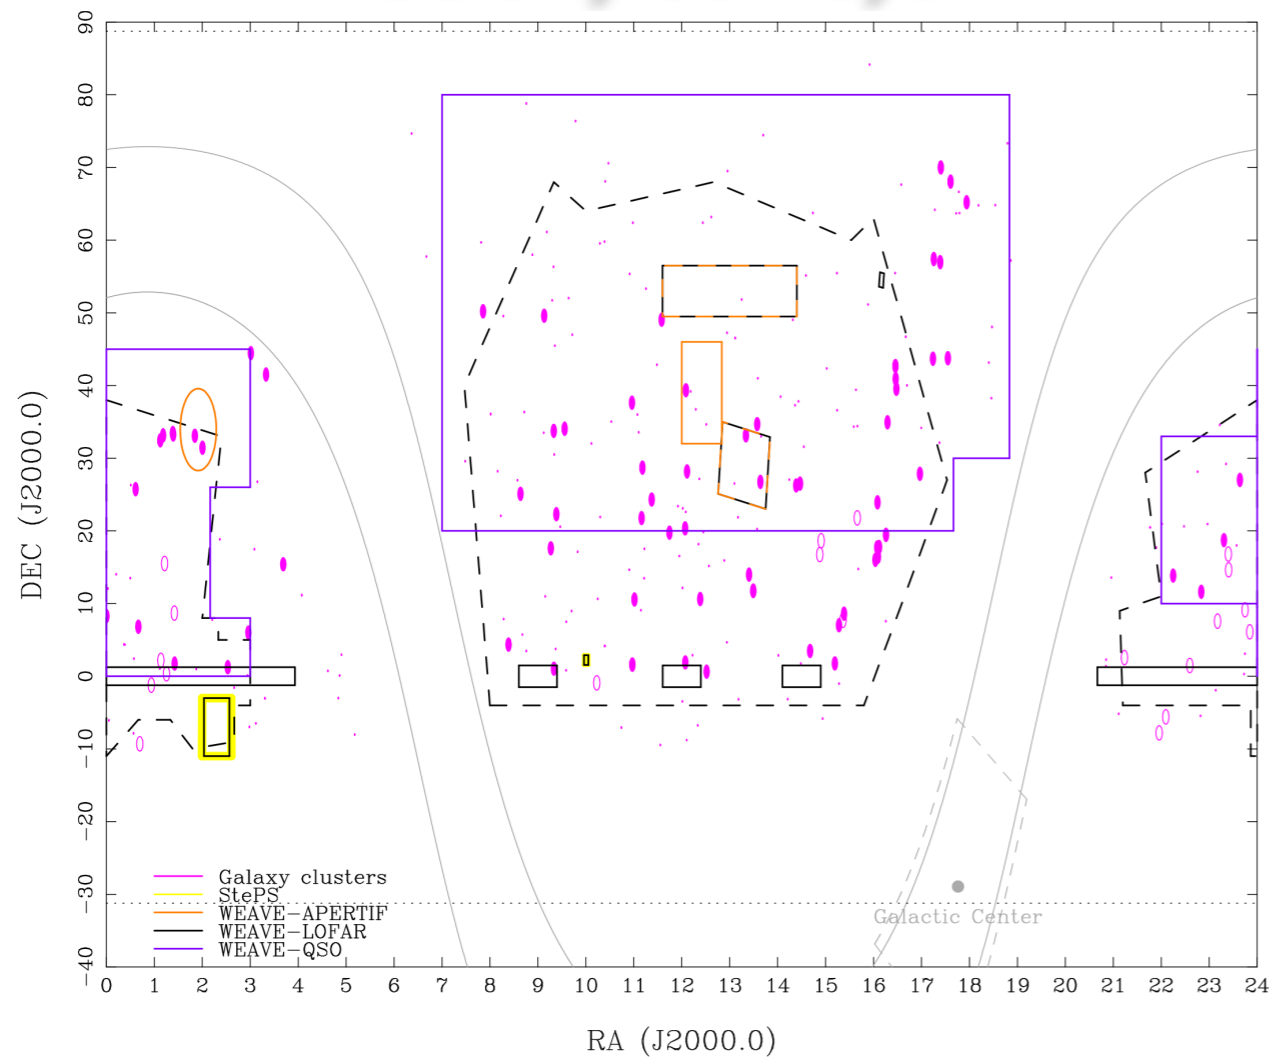 90
80
70
60
50
40
30
20
10
0
−10
−20
−30
−40
DEC (J2000.0)
Galaxy clusters
StePS
WEAVE−APERTIF
WEAVE−LOFAR
WEAVE−QSO
Galactic Center
0 1 2 3 4 5 6 7 8 9 10 11 12 13 14 15 16 17 18 19 20 21 22 23 24
RA (J2000.0)